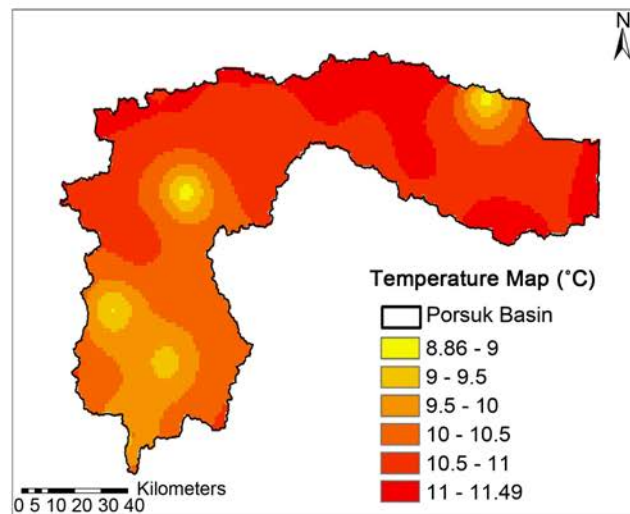 N
Temperature Map (°C)
Porsuk Basin
8.86 - 9
9 - 9.5
9.5 - 10
10 - 10.5
10.5 - 11
11 - 11.49
Kilometers
0 5 10 20 30 40